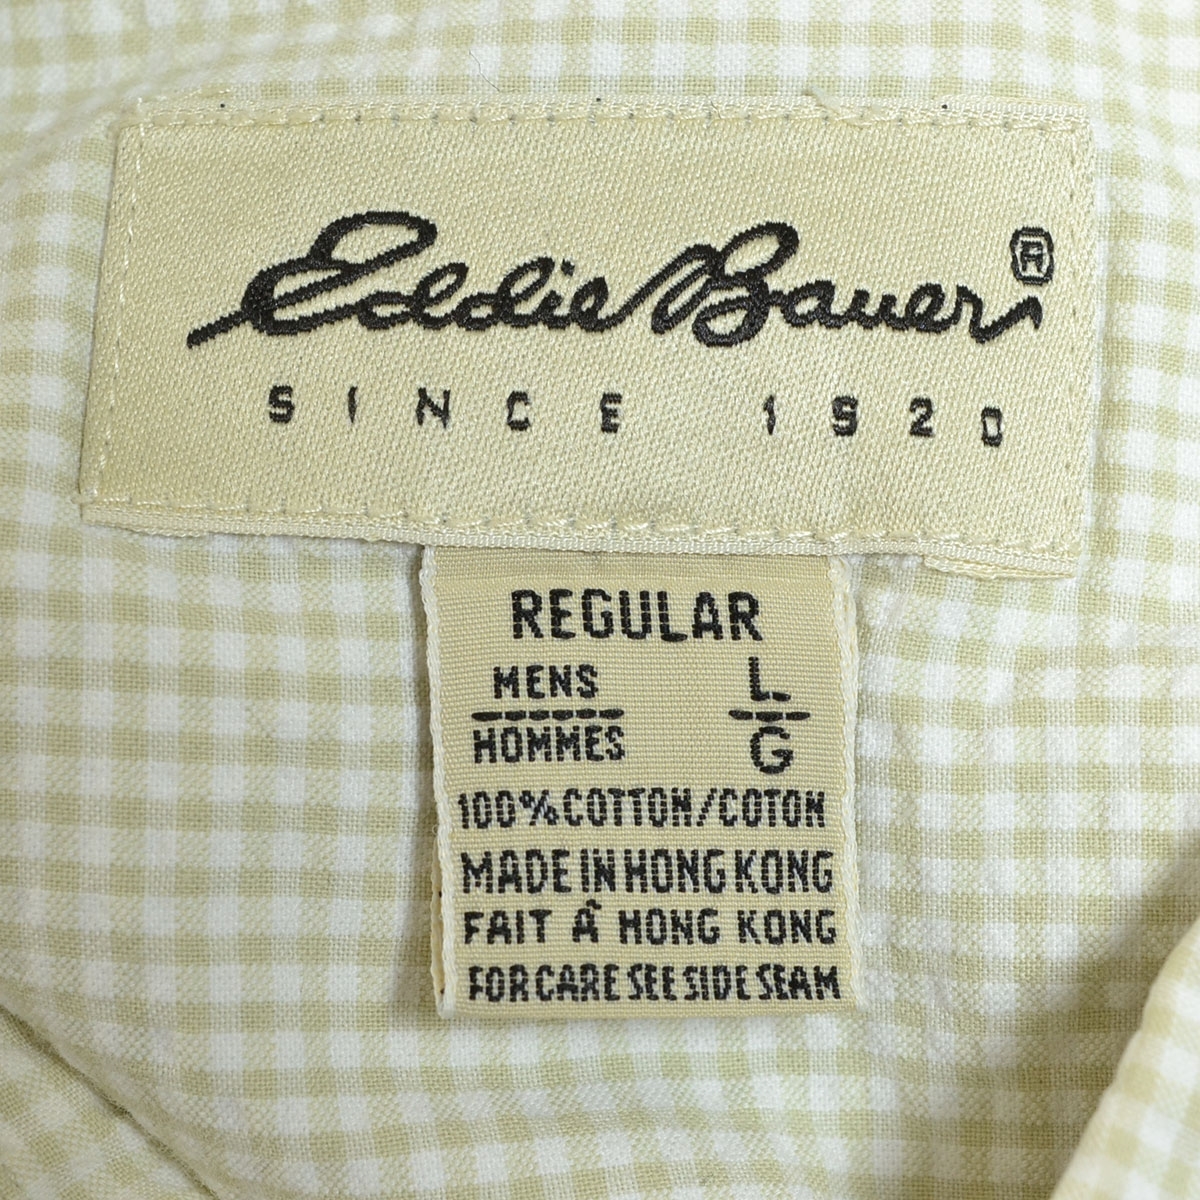 Eddie Bauer ®
SINCE 1920
REGULAR
MENS L
HOMMES G
100% COTTON/COTON
MADE IN HONG KONG
FAIT À HONG KONG
FOR CARE SEE SIDE SEAM